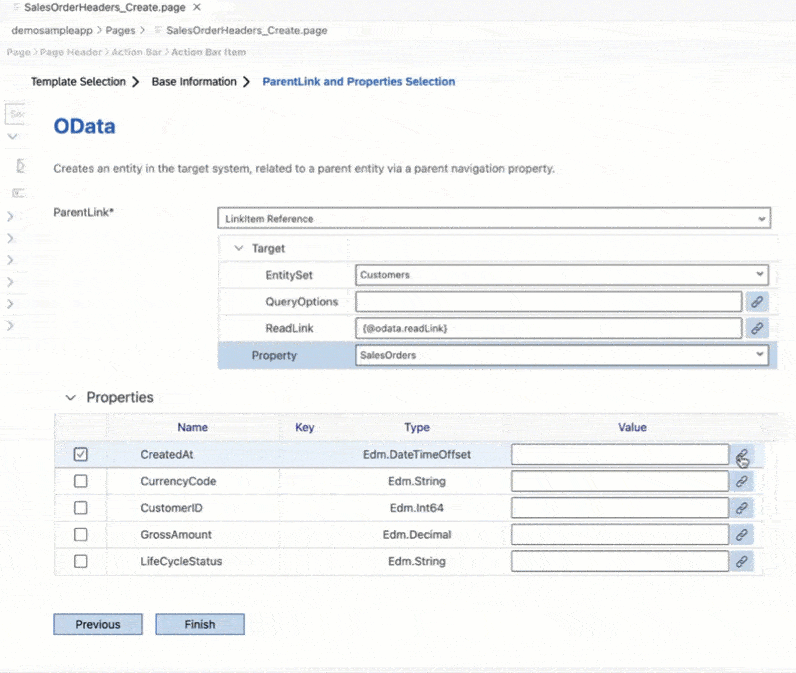 SalesOrderHeaders_Create.page ×
demosampleapp > Pages > SalesOrderHeaders_Create.page
Page > Page Header > Action Bar > Action Bar Item
Template Selection > Base Information > ParentLink and Properties Selection
OData
Creates an entity in the target system, related to a parent entity via a parent navigation property.
ParentLink* LinkItem Reference
Target
EntitySet Customers
QueryOptions
ReadLink {@odata.readLink}
Property SalesOrders
Properties
Name Key Type Value
CreatedAt Edm.DateTimeOffset
CurrencyCode Edm.String
CustomerID Edm.Int64
GrossAmount Edm.Decimal
LifeCycleStatus Edm.String
Previous Finish